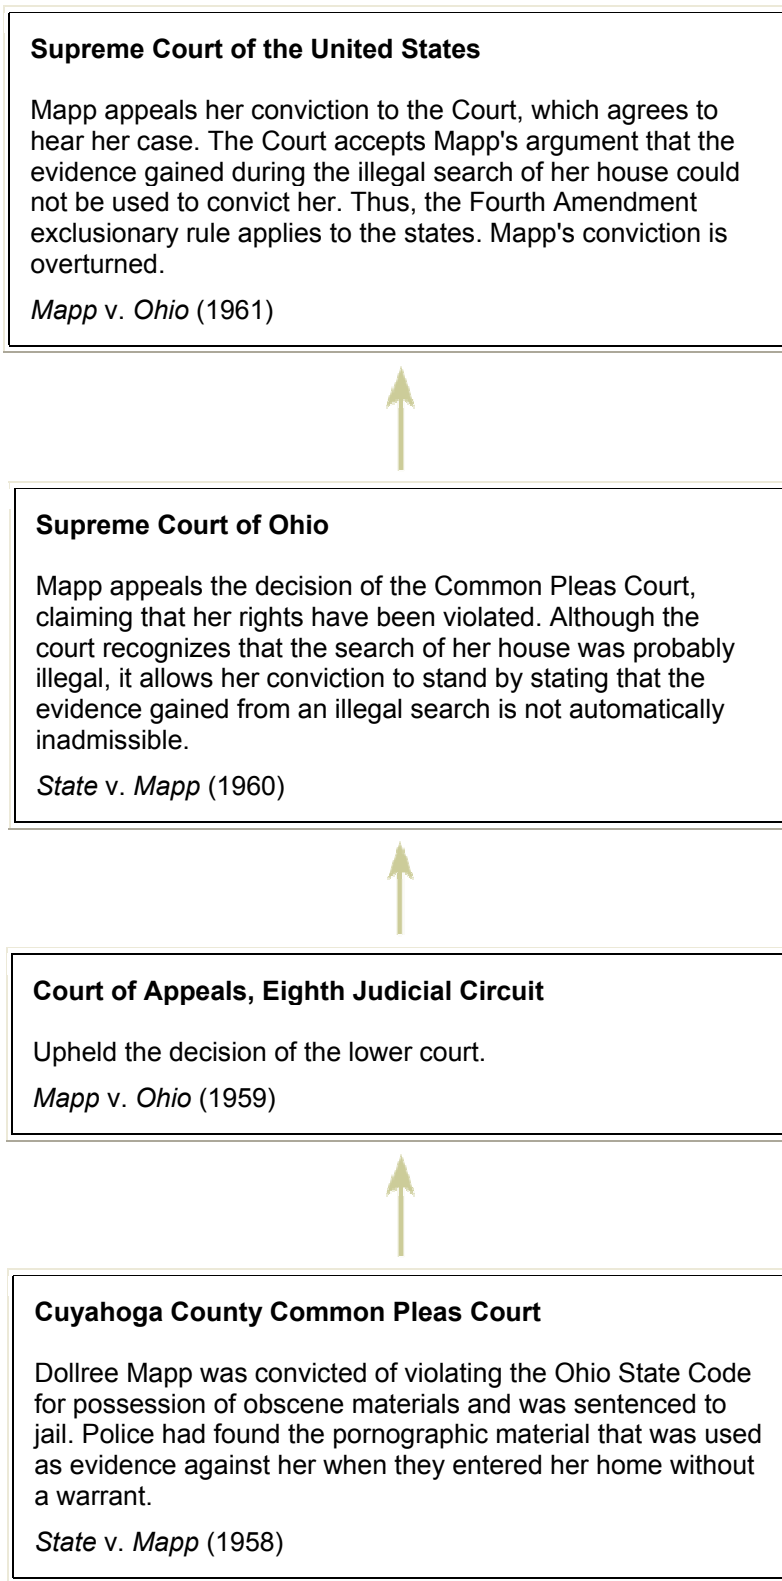 Supreme Court of the United States
Mapp appeals her conviction to the Court, which agrees to
hear her case. The Court accepts Mapp's argument that the
evidence gained during the illegal search of her house could
not be used to convict her. Thus, the Fourth Amendment
exclusionary rule applies to the states. Mapp's conviction is
overturned.
Mapp v. Ohio (1961)
Supreme Court of Ohio
Mapp appeals the decision of the Common Pleas Court,
claiming that her rights have been violated. Although the
court recognizes that the search of her house was probably
illegal, it allows her conviction to stand by stating that the
evidence gained from an illegal search is not automatically
inadmissible.
State v. Mapp (1960)
Court of Appeals, Eighth Judicial Circuit
Upheld the decision of the lower court.
Mapp v. Ohio (1959)
Cuyahoga County Common Pleas Court
Dollree Mapp was convicted of violating the Ohio State Code
for possession of obscene materials and was sentenced to
jail. Police had found the pornographic material that was used
as evidence against her when they entered her home without
a warrant.
State v. Mapp (1958)